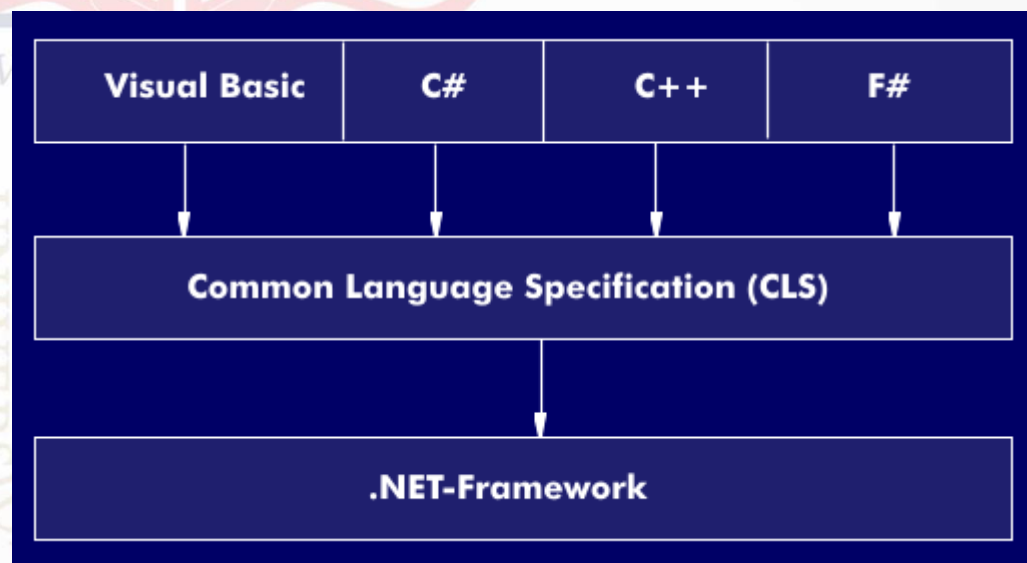 Visual Basic C# C++ F#
Common Language Specification (CLS)
.NET-Framework